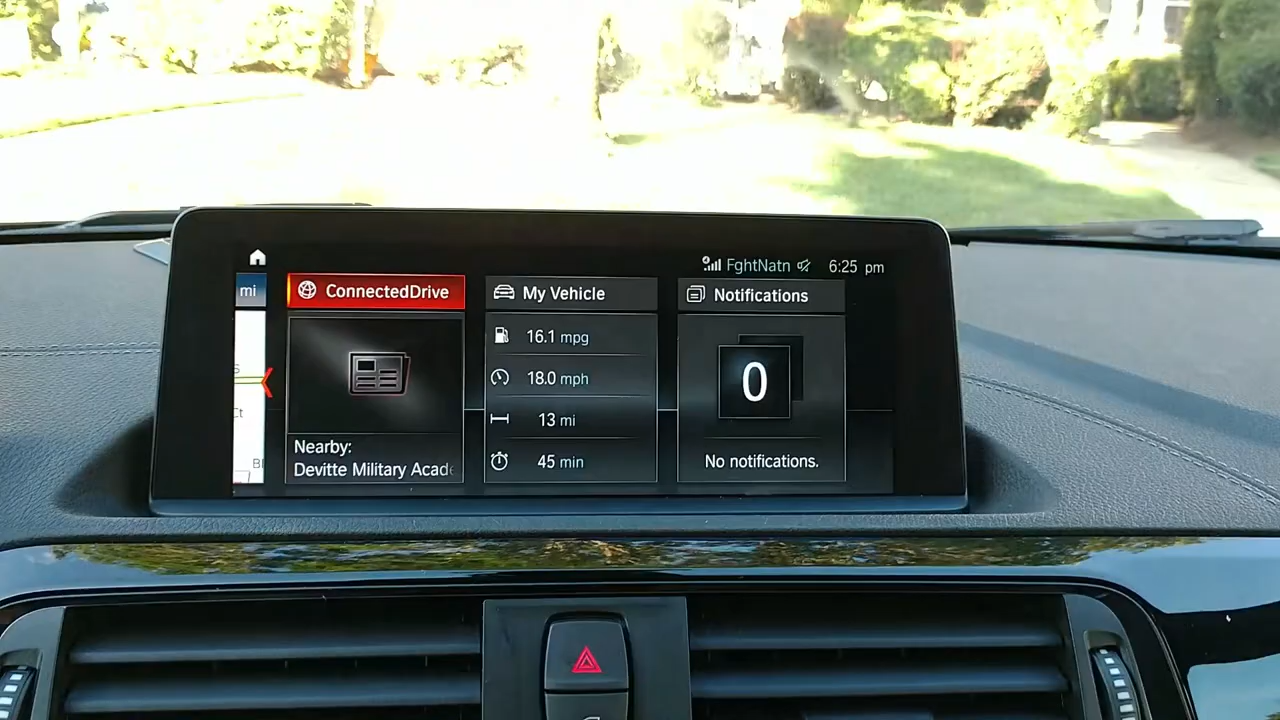 FghtNatn 6:25 pm
mi
ConnectedDrive
Nearby:
Devitte Military Acad
My Vehicle
16.1 mpg
18.0 mph
13 mi
45 min
Notifications
0
No notifications.